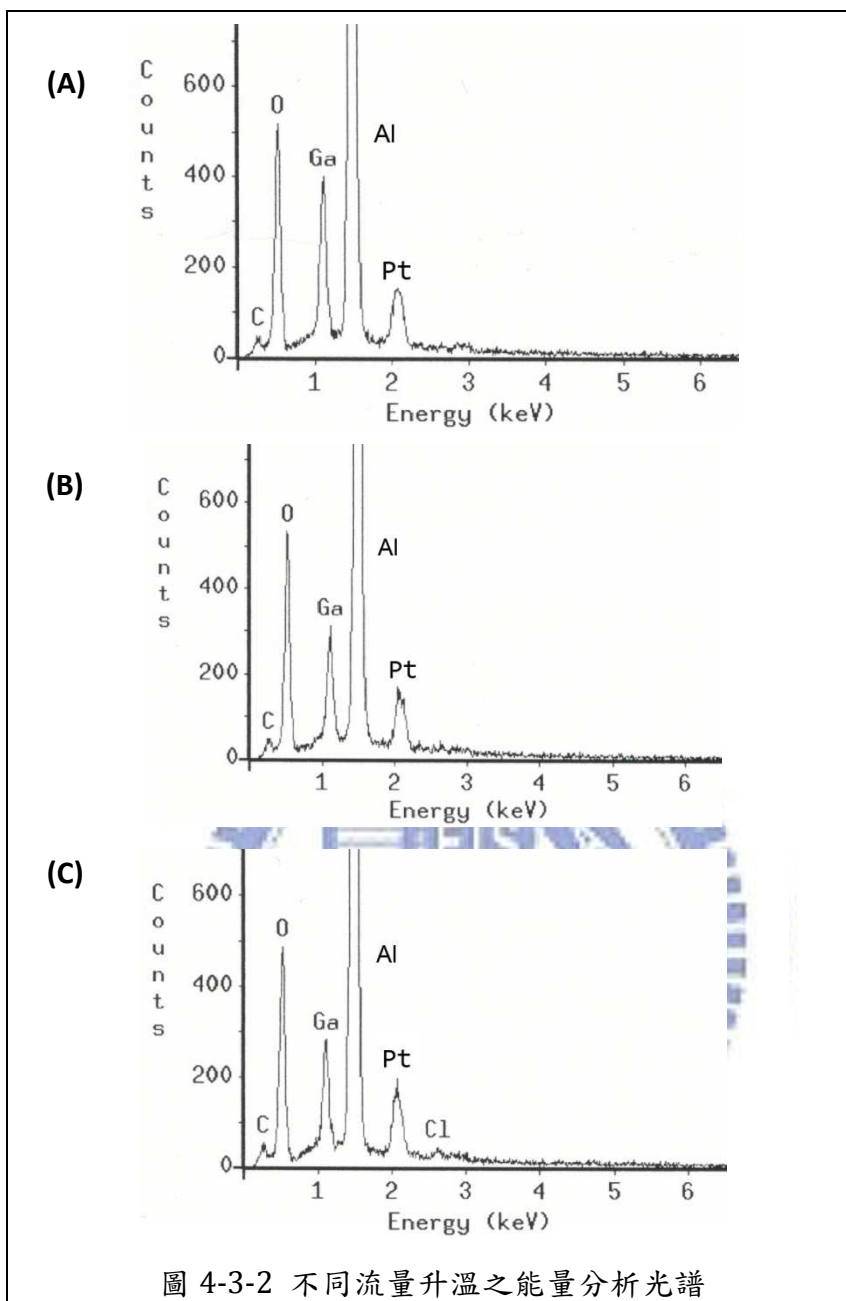 (A)
Counts
600
400
200
0
C
O
Ga
Al
Pt
1 2 3 4 5 6
Energy (keV)
(B)
Counts
600
400
200
0
C
O
Ga
Al
Pt
1 2 3 4 5 6
Energy (keV)
(C)
Counts
600
400
200
0
C
O
Ga
Al
Pt
Cl
1 2 3 4 5 6
Energy (keV)
圖 4-3-2 不同流量升溫之能量分析光譜